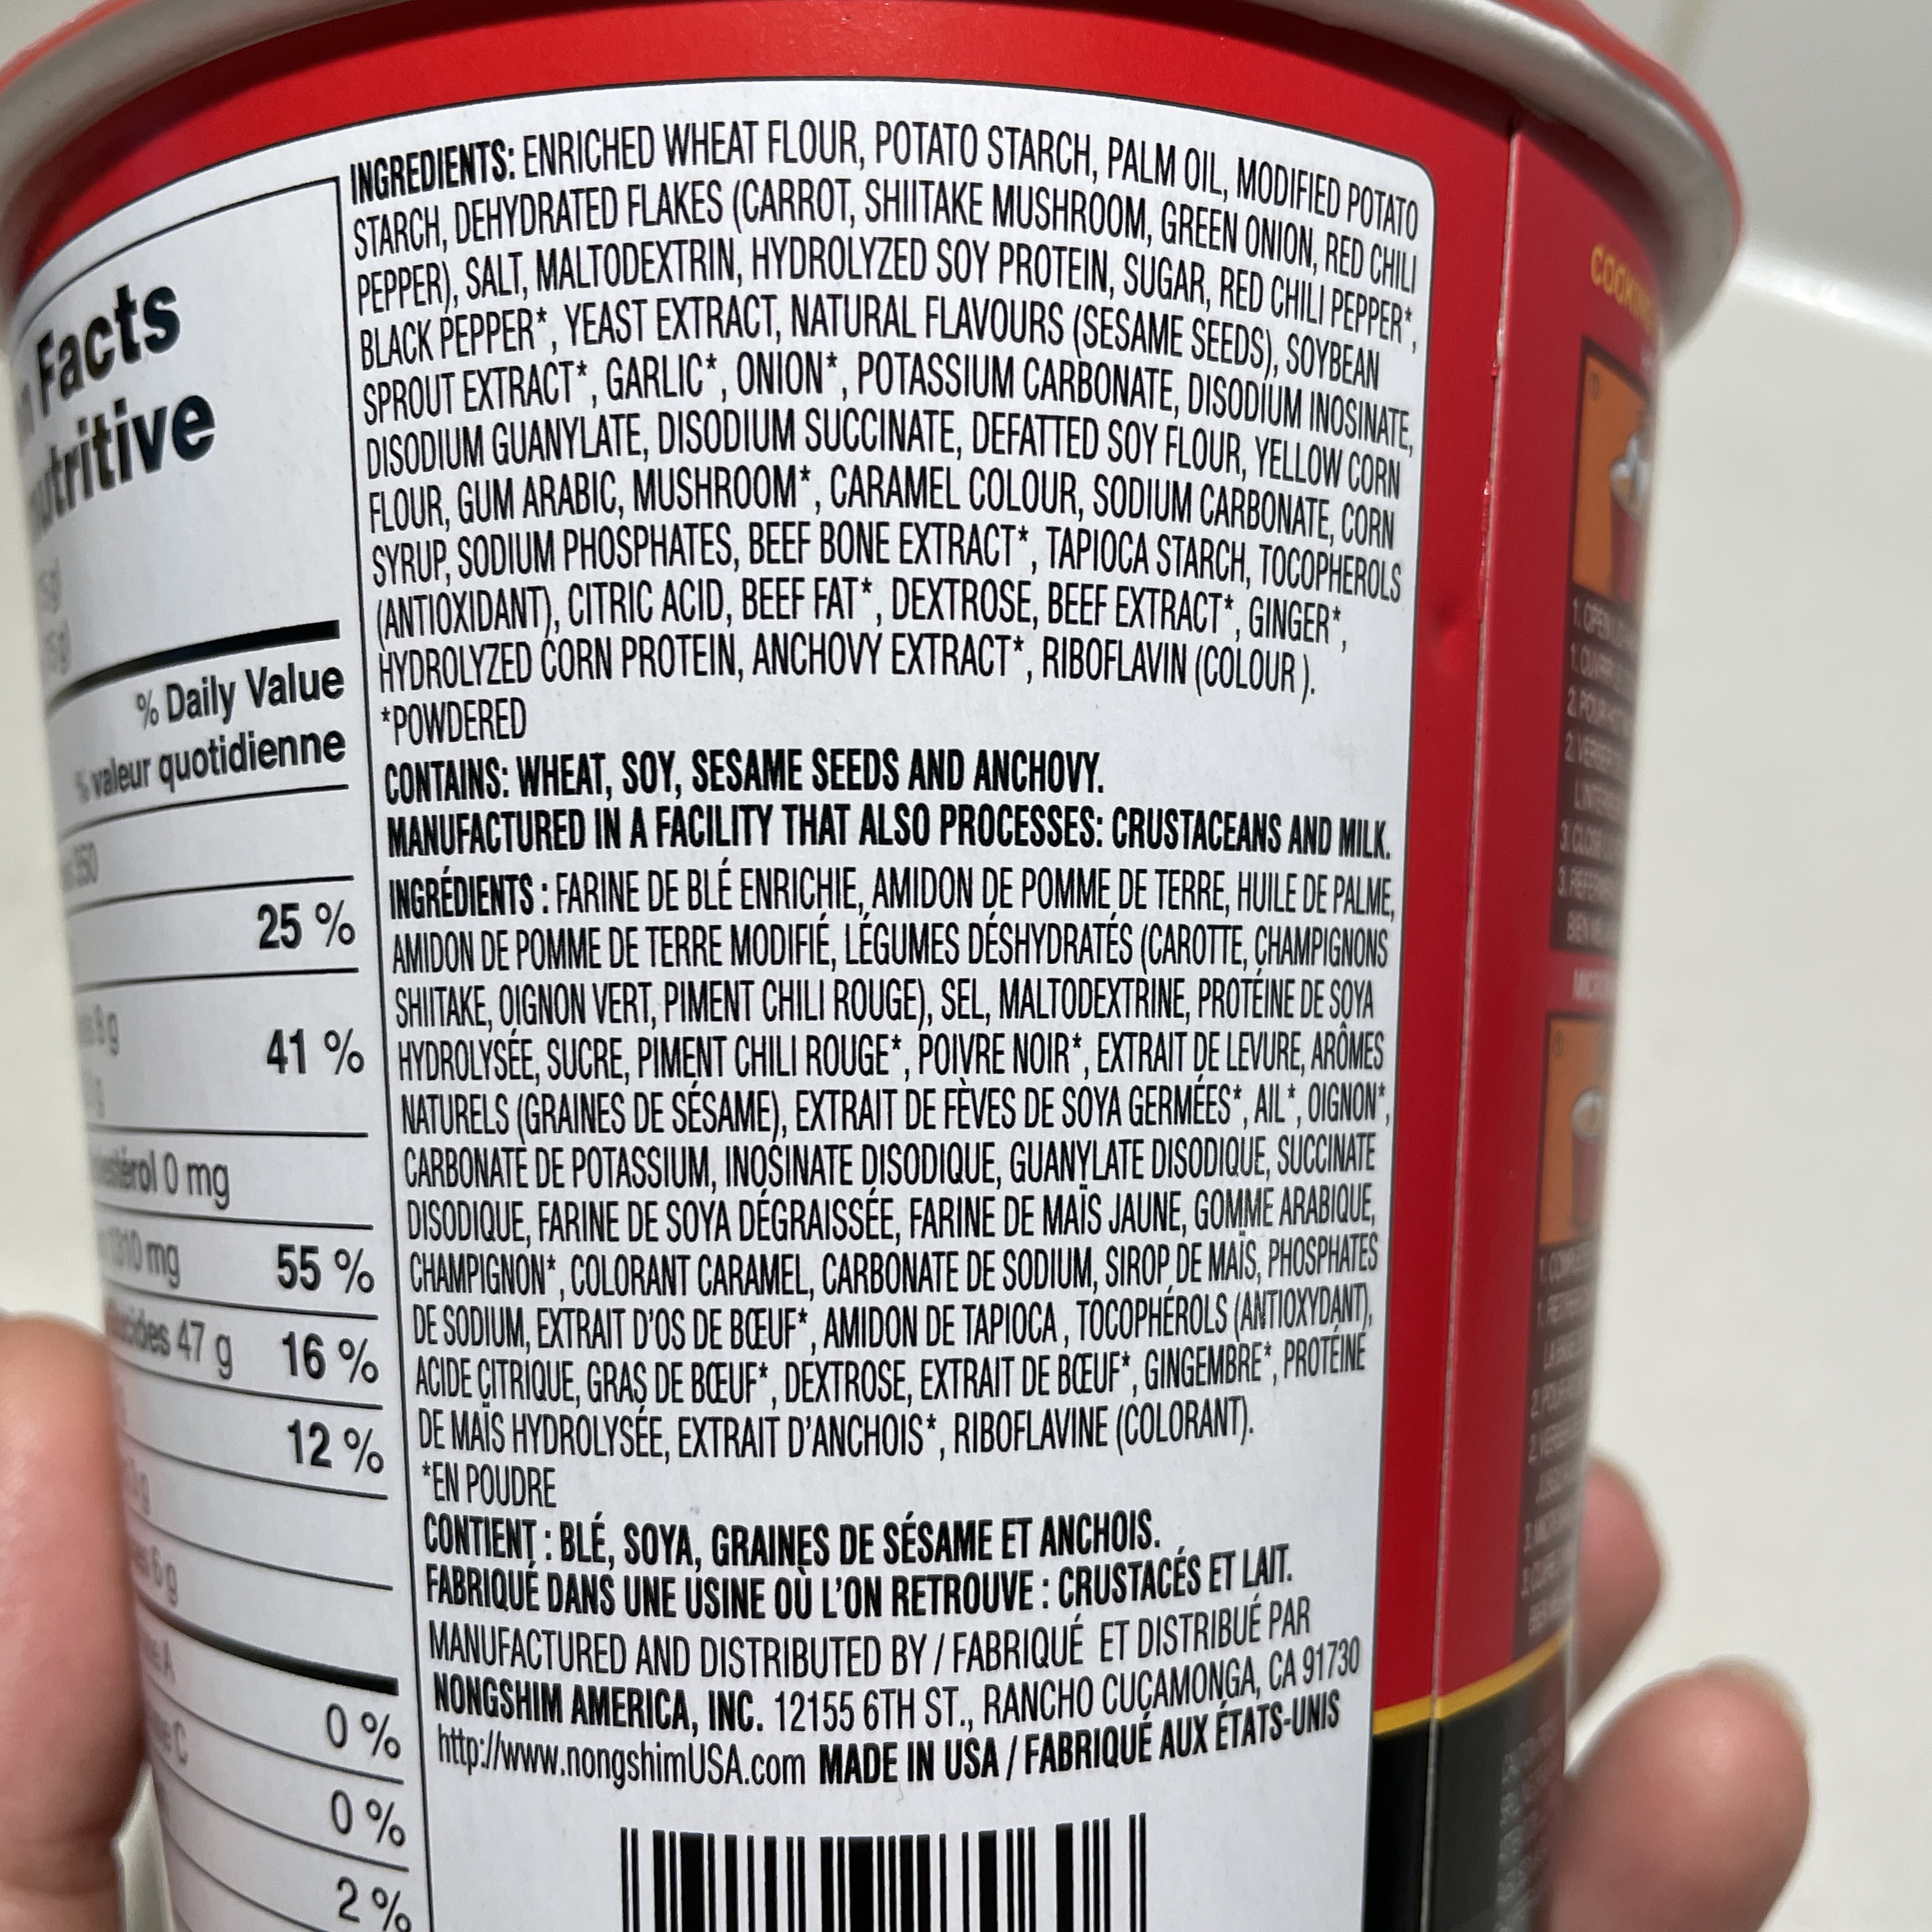 Facts
% Daily Value
% valeur quotidienne
25 %
41 %
0 mg
mg 55 %
47 g 16 %
12 %
0 %
0 %
2 %
INGREDIENTS: ENRICHED WHEAT FLOUR, POTATO STARCH, PALM OIL, MODIFIED POTATO
STARCH, DEHYDRATED FLAKES (CARROT, SHIITAKE MUSHROOM, GREEN ONION, RED CHILI
PEPPER), SALT, MALTODEXTRIN, HYDROLYZED SOY PROTEIN, SUGAR, RED CHILI PEPPER*,
BLACK PEPPER*, YEAST EXTRACT, NATURAL FLAVOURS (SESAME SEEDS), SOYBEAN
SPROUT EXTRACT*, GARLIC*, ONION*, POTASSIUM CARBONATE, DISODIUM INOSINATE,
DISODIUM GUANYLATE, DISODIUM SUCCINATE, DEFATTED SOY FLOUR, YELLOW CORN
FLOUR, GUM ARABIC, MUSHROOM*, CARAMEL COLOUR, SODIUM CARBONATE, CORN
SYRUP, SODIUM PHOSPHATES, BEEF BONE EXTRACT*, TAPIOCA STARCH, TOCOPHEROLS
(ANTIOXIDANT), CITRIC ACID, BEEF FAT*, DEXTROSE, BEEF EXTRACT*, GINGER*,
HYDROLYZED CORN PROTEIN, ANCHOVY EXTRACT*, RIBOFLAVIN (COLOUR ).
*POWDERED
CONTAINS: WHEAT, SOY, SESAME SEEDS AND ANCHOVY.
MANUFACTURED IN A FACILITY THAT ALSO PROCESSES: CRUSTACEANS AND MILK.
INGRÉDIENTS : FARINE DE BLÉ ENRICHIE, AMIDON DE POMME DE TERRE, HUILE DE PALME,
AMIDON DE POMME DE TERRE MODIFIÉ, LÉGUMES DÉSHYDRATÉS (CAROTTE, CHAMPIGNONS
SHIITAKE, OIGNON VERT, PIMENT CHILI ROUGE), SEL, MALTODEXTRINE, PROTÉINE DE SOYA
HYDROLYSÉE, SUCRE, PIMENT CHILI ROUGE*, POIVRE NOIR*, EXTRAIT DE LEVURE, ARÔMES
NATURELS (GRAINES DE SÉSAME), EXTRAIT DE FÈVES DE SOYA GERMÉES*, AIL*, OIGNON*,
CARBONATE DE POTASSIUM, INOSINATE DISODIQUE, GUANYLATE DISODIQUE, SUCCINATE
DISODIQUE, FARINE DE SOYA DÉGRAISSÉE, FARINE DE MAÏS JAUNE, GOMME ARABIQUE,
CHAMPIGNON*, COLORANT CARAMEL, CARBONATE DE SODIUM, SIROP DE MAÏS, PHOSPHATES
DE SODIUM, EXTRAIT D'OS DE BŒUF*, AMIDON DE TAPIOCA, TOCOPHÉROLS (ANTIOXYDANT),
ACIDE CITRIQUE, GRAS DE BŒUF*, DEXTROSE, EXTRAIT DE BŒUF*, GINGEMBRE*, PROTÉINE
DE MAÏS HYDROLYSÉE, EXTRAIT D'ANCHOIS*, RIBOFLAVINE (COLORANT).
*EN POUDRE
CONTIENT : BLÉ, SOYA, GRAINES DE SÉSAME ET ANCHOIS.
FABRIQUÉ DANS UNE USINE OÙ L'ON RETROUVE : CRUSTACÉS ET LAIT.
MANUFACTURED AND DISTRIBUTED BY / FABRIQUÉ ET DISTRIBUÉ PAR
NONGSHIM AMERICA, INC. 12155 6TH ST., RANCHO CUCAMONGA, CA 91730
http://www.nongshimUSA.com MADE IN USA / FABRIQUÉ AUX ÉTATS-UNIS